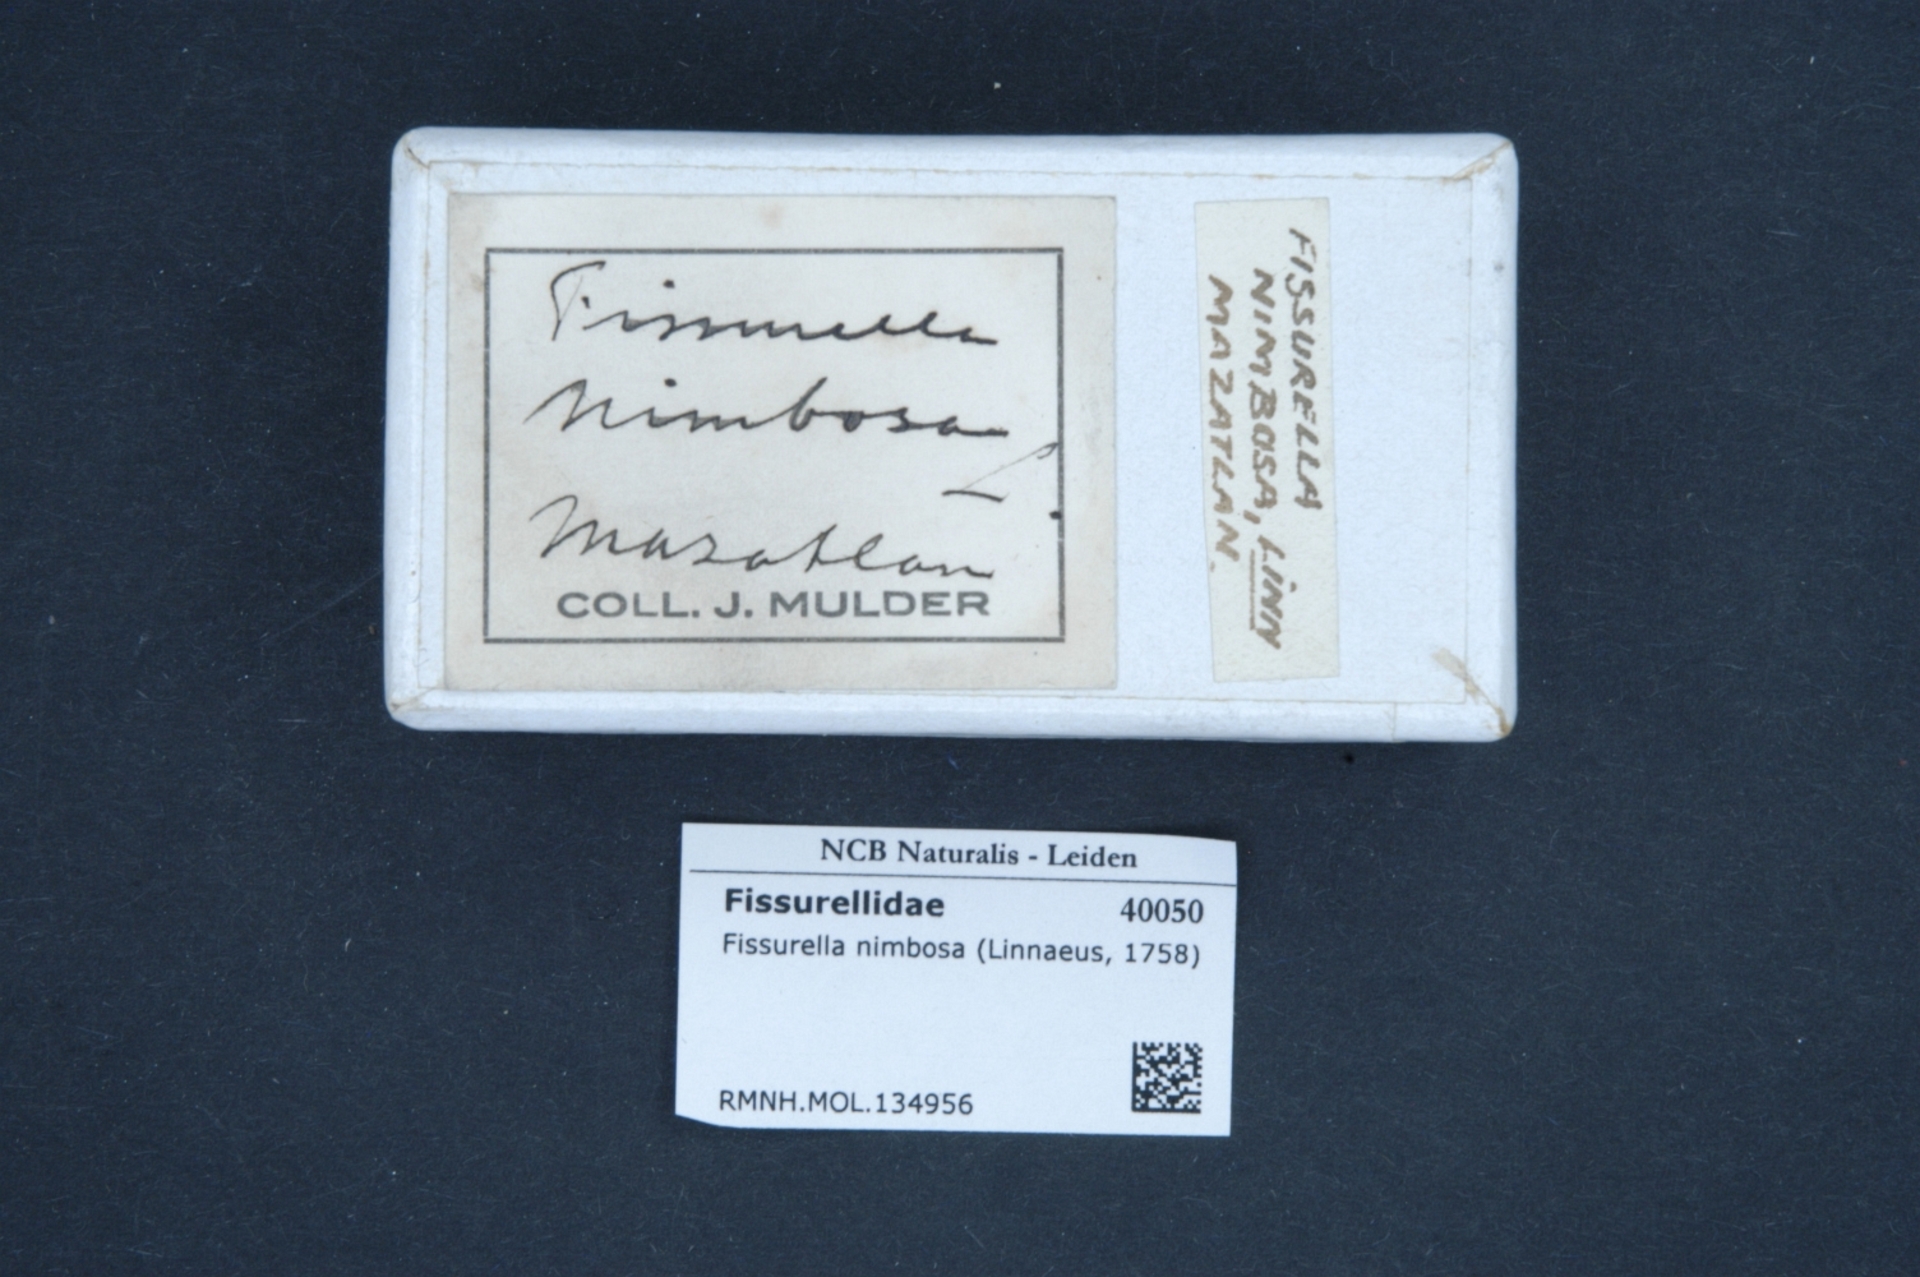 Fissurella
nimbosa
L.
Mazatlan
COLL. J. MULDER
FISSURELLA
NIMBOSA, LINN
MAZATLAN.
NCB Naturalis - Leiden
Fissurellidae 40050
Fissurella nimbosa (Linnaeus, 1758)
RMNH.MOL.134956